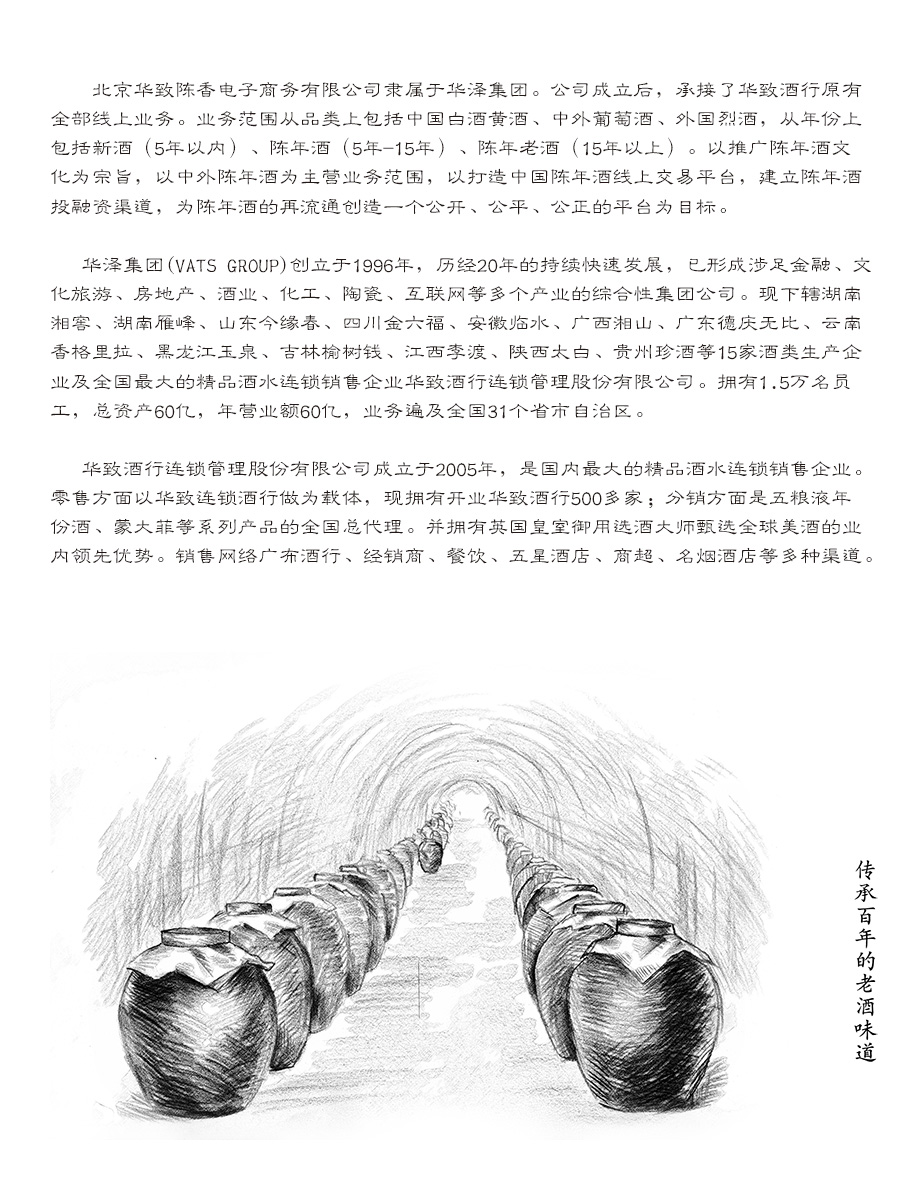 北京华致陈香电子商务有限公司隶属于华泽集团。公司成立后，承接了华致酒行原有
全部线上业务。业务范围从品类上包括中国白酒黄酒、中外葡萄酒、外国烈酒，从年份上
包括新酒（5年以内）、陈年酒（5年-15年）、陈年老酒（15年以上）。以推广陈年酒文
化为宗旨，以中外陈年酒为主营业务范围，以打造中国陈年酒线上交易平台，建立陈年酒
投融资渠道，为陈年酒的再流通创造一个公开、公平、公正的平台为目标。
华泽集团(VATS GROUP)创立于1996年，历经20年的持续快速发展，已形成涉足金融、文
化旅游、房地产、酒业、化工、陶瓷、互联网等多个产业的综合性集团公司。现下辖湖南
湘窖、湖南雁峰、山东今缘春、四川金六福、安徽临水、广西湘山、广东德庆无比、云南
香格里拉、黑龙江玉泉、吉林榆树钱、江西李渡、陕西太白、贵州珍酒等15家酒类生产企
业及全国最大的精品酒水连锁销售企业华致酒行连锁管理股份有限公司。拥有1.5万名员
工，总资产60亿，年营业额60亿，业务遍及全国31个省市自治区。
华致酒行连锁管理股份有限公司成立于2005年，是国内最大的精品酒水连锁销售企业。
零售方面以华致连锁酒行做为载体，现拥有开业华致酒行500多家；分销方面是五粮液年
份酒、蒙大菲等系列产品的全国总代理。并拥有英国皇室御用选酒大师甄选全球美酒的业
内领先优势。销售网络广布酒行、经销商、餐饮、五星酒店、商超、名烟酒店等多种渠道。
传承百年的老酒味道